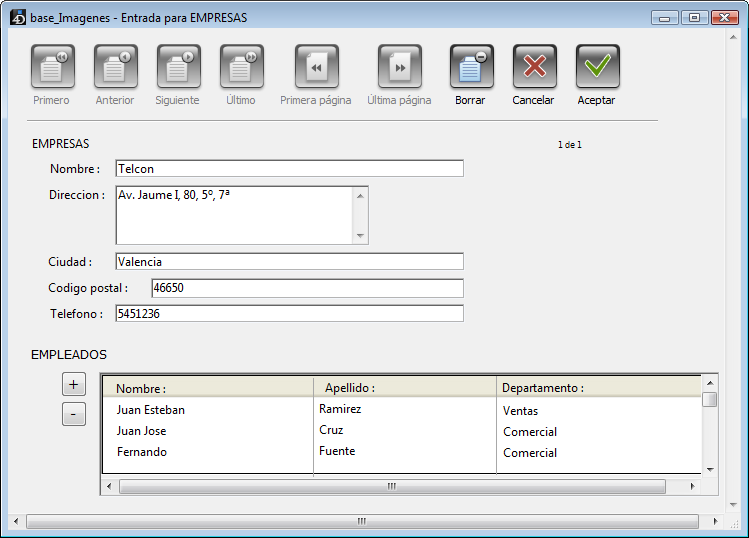 base_Imagenes - Entrada para EMPRESAS
Primero Anterior Siguiente Último Primera página Última página Borrar Cancelar Aceptar
EMPRESAS 1 de 1
Nombre : Telcon
Direccion : Av. Jaume I, 80, 5º, 7ª
Ciudad : Valencia
Codigo postal : 46650
Telefono : 5451236
EMPLEADOS
+
-
Nombre : Apellido : Departamento :
Juan Esteban Ramirez Ventas
Juan Jose Cruz Comercial
Fernando Fuente Comercial